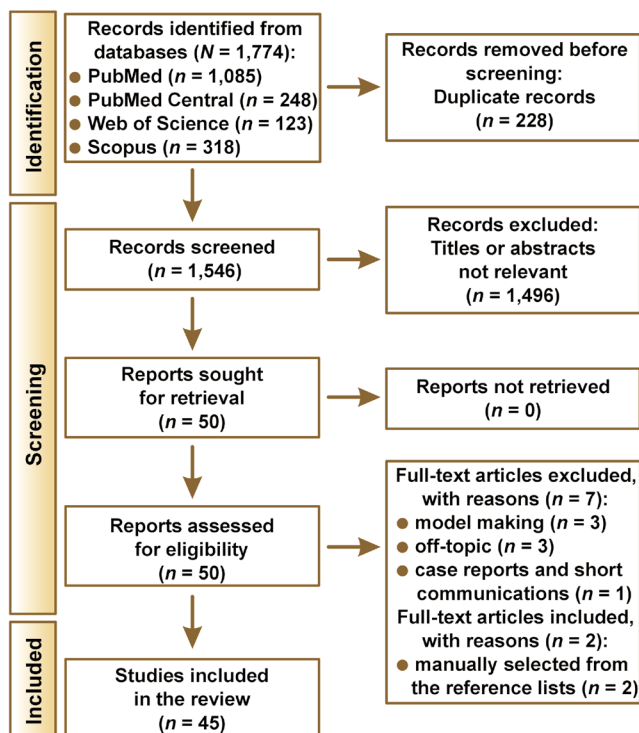 Identification
Records identified from
databases (N = 1,774):
● PubMed (n = 1,085)
● PubMed Central (n = 248)
● Web of Science (n = 123)
● Scopus (n = 318)
Records removed before
screening:
Duplicate records
(n = 228)
Screening
Records screened
(n = 1,546)
Records excluded:
Titles or abstracts
not relevant
(n = 1,496)
Reports sought
for retrieval
(n = 50)
Reports not retrieved
(n = 0)
Reports assessed
for eligibility
(n = 50)
Full-text articles excluded,
with reasons (n = 7):
● model making (n = 3)
● off-topic (n = 3)
● case reports and short
communications (n = 1)
Full-text articles included,
with reasons (n = 2):
● manually selected from
the reference lists (n = 2)
Included
Studies included
in the review
(n = 45)